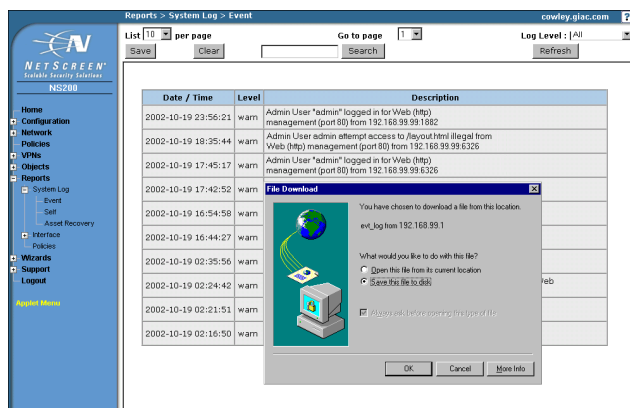 Reports > System Log > Event
cowley.giac.com
?
List 10 per page
Go to page 1
Log Level : All
Save
Clear
Search
Refresh
N
NETSCREEN
Scalable Security Solutions
NS200
Home
Configuration
Network
Policies
VPNs
Objects
Reports
System Log
Event
Self
Asset Recovery
Interface
Policies
Wizards
Support
Logout
Applet Menu
Date / Time Level Description
2002-10-19 23:56:21 warn Admin User "admin" logged in for Web (http)
management (port 80) from 192.168.99.99:1882
2002-10-19 18:35:44 warn Admin User admin attempt access to /layout.html illegal from
Web (http) management (port 80) from 192.168.99.99:6326
2002-10-19 17:45:17 warn Admin User "admin" logged in for Web (http)
management (port 80) from 192.168.99.99:6326
2002-10-19 17:42:52 warn
2002-10-19 16:54:58 warn
2002-10-19 16:44:27 warn
2002-10-19 02:35:56 warn
2002-10-19 02:24:42 warn
2002-10-19 02:21:51 warn
2002-10-19 02:16:50 warn
File Download
You have chosen to download a file from this location.
evt_log from 192.168.99.1
What would you like to do with this file?
Open this file from its current location
Save this file to disk
Always ask before opening this type of file
OK
Cancel
More Info